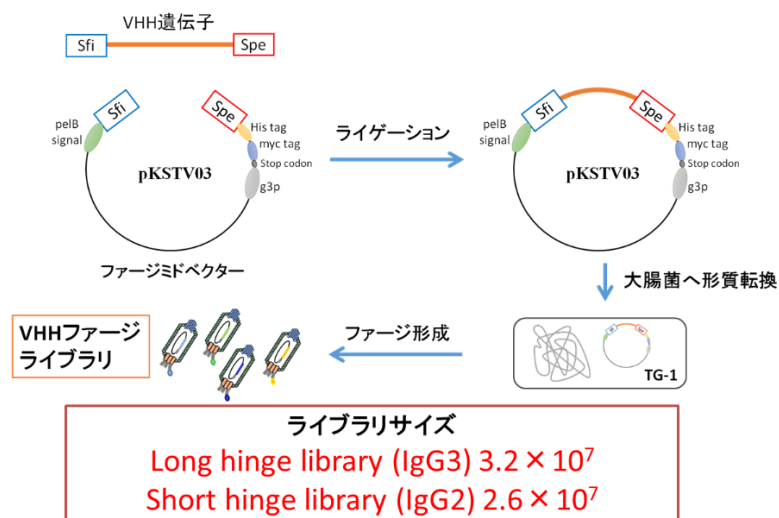 VHH遺伝子
Sfi
Spe
Sfi
Spe
pelB
signal
His tag
myc tag
Stop codon
g3p
pKSTV03
ファージミドベクター
ライゲーション
Sfi
Spe
pelB
signal
His tag
myc tag
Stop codon
g3p
pKSTV03
大腸菌へ形質転換
TG-1
ファージ形成
VHHファージ
ライブラリ
ライブラリサイズ
Long hinge library (IgG3) 3.2×10⁷
Short hinge library (IgG2) 2.6×10⁷